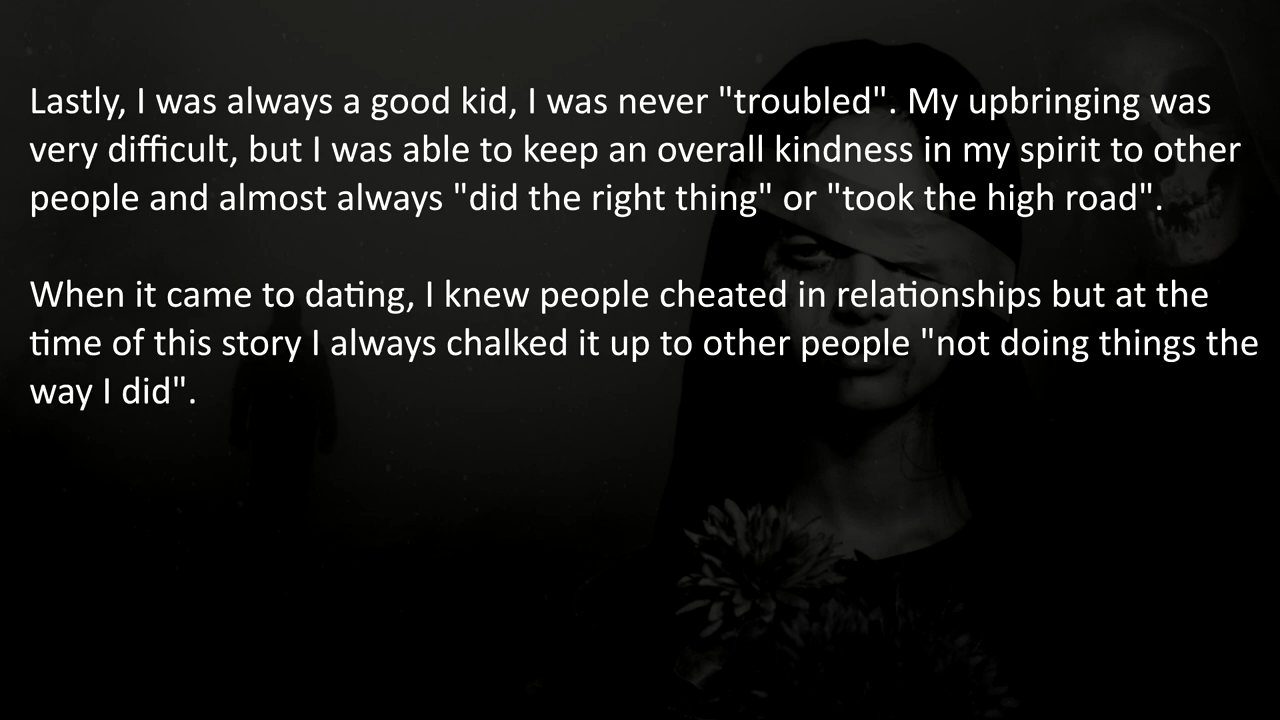 Lastly, I was always a good kid, I was never "troubled". My upbringing was
very difficult, but I was able to keep an overall kindness in my spirit to other
people and almost always "did the right thing" or "took the high road".
When it came to dating, I knew people cheated in relationships but at the
time of this story I always chalked it up to other people "not doing things the
way I did".